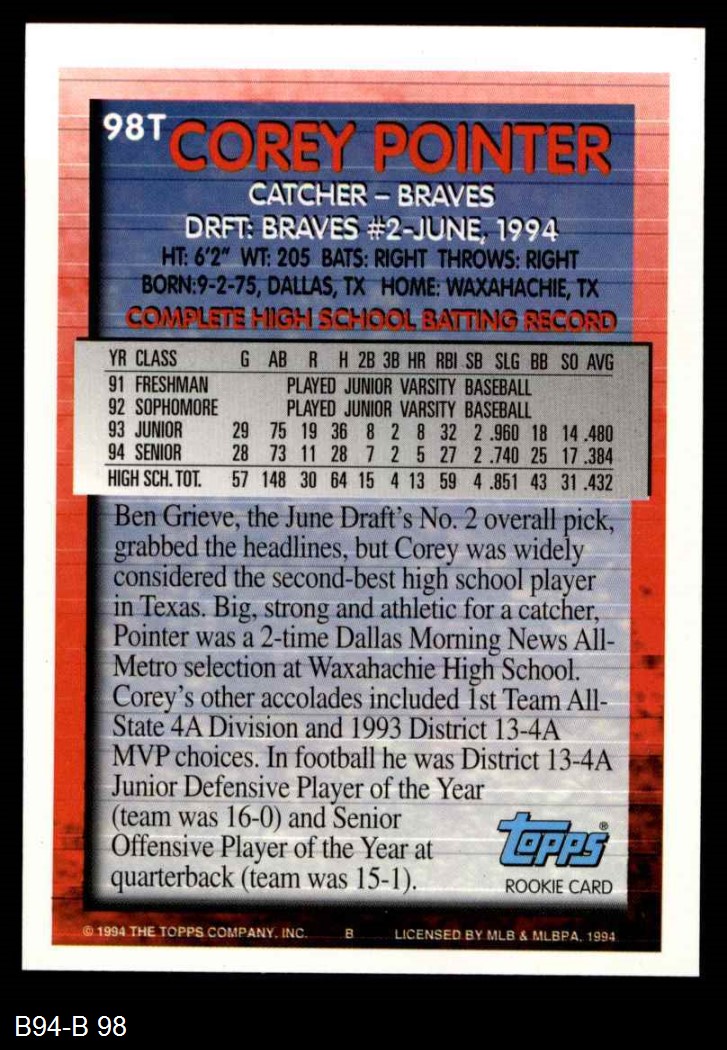 98T COREY POINTER
CATCHER – BRAVES
DRFT: BRAVES #2-JUNE, 1994
HT: 6'2" WT: 205 BATS: RIGHT THROWS: RIGHT
BORN:9-2-75, DALLAS, TX HOME: WAXAHACHIE, TX
COMPLETE HIGH SCHOOL BATTING RECORD
YR CLASS G AB R H 2B 3B HR RBI SB SLG BB SO AVG
91 FRESHMAN PLAYED JUNIOR VARSITY BASEBALL
92 SOPHOMORE PLAYED JUNIOR VARSITY BASEBALL
93 JUNIOR 29 75 19 36 8 2 8 32 2 .960 18 14 .480
94 SENIOR 28 73 11 28 7 2 5 27 2 .740 25 17 .384
HIGH SCH. TOT. 57 148 30 64 15 4 13 59 4 .851 43 31 .432
Ben Grieve, the June Draft's No. 2 overall pick,
grabbed the headlines, but Corey was widely
considered the second-best high school player
in Texas. Big, strong and athletic for a catcher,
Pointer was a 2-time Dallas Morning News All-
Metro selection at Waxahachie High School.
Corey's other accolades included 1st Team All-
State 4A Division and 1993 District 13-4A
MVP choices. In football he was District 13-4A
Junior Defensive Player of the Year
(team was 16-0) and Senior
Offensive Player of the Year at
quarterback (team was 15-1).
topps®
ROOKIE CARD
© 1994 THE TOPPS COMPANY, INC. B LICENSED BY MLB & MLBPA, 1994
B94-B 98